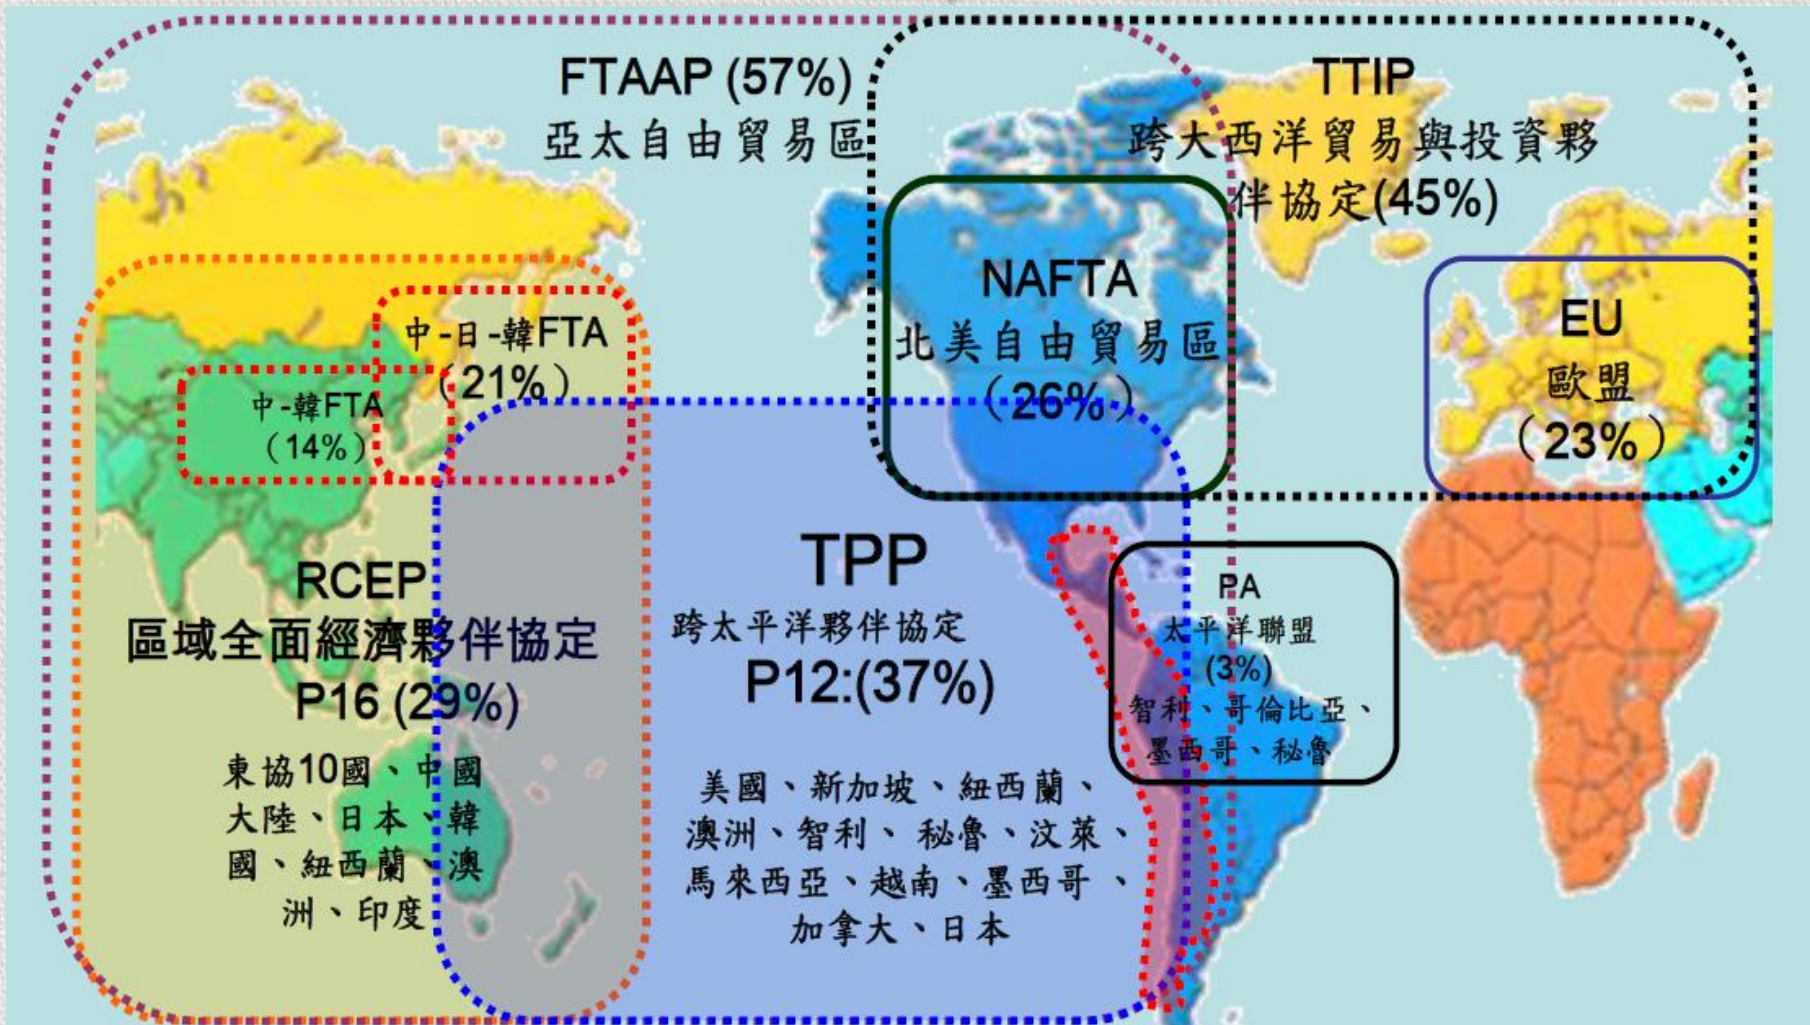 FTAAP (57%)
亞太自由貿易區
TTIP
跨大西洋貿易與投資夥
伴協定(45%)
NAFTA
北美自由貿易區
（26%）
EU
歐盟
（23%）
中-日-韓FTA
（21%）
中-韓FTA
（14%）
RCEP
區域全面經濟夥伴協定
P16 (29%)
東協10國、中國
大陸、日本、韓
國、紐西蘭、澳
洲、印度
TPP
跨太平洋夥伴協定
P12:(37%)
美國、新加坡、紐西蘭、
澳洲、智利、秘魯、汶萊、
馬來西亞、越南、墨西哥、
加拿大、日本
PA
太平洋聯盟
(3%)
智利、哥倫比亞、
墨西哥、秘魯